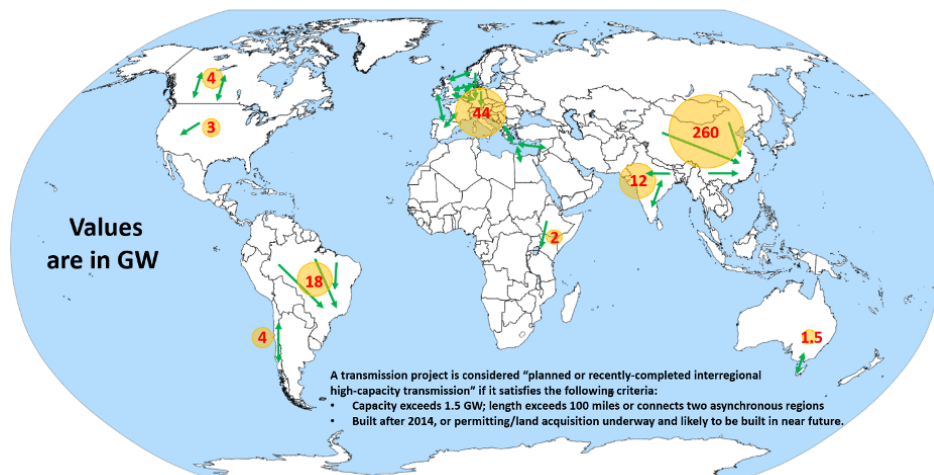 4
3
44
260
12
2
Values
are in GW
18
4
1.5
A transmission project is considered “planned or recently-completed interregional
high-capacity transmission” if it satisfies the following criteria:
• Capacity exceeds 1.5 GW; length exceeds 100 miles or connects two asynchronous regions
• Built after 2014, or permitting/land acquisition underway and likely to be built in near future.